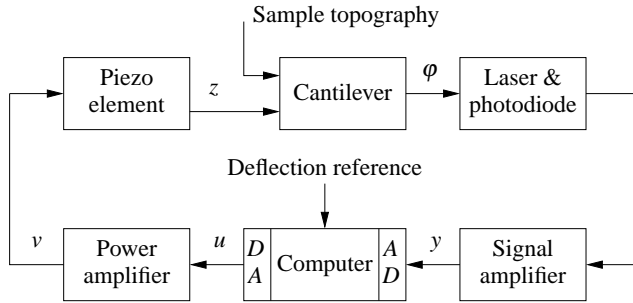 Sample topography
Piezo
element
z
Cantilever
φ
Laser &
photodiode
Deflection reference
v
Power
amplifier
u
D
A
Computer
A
D
y
Signal
amplifier